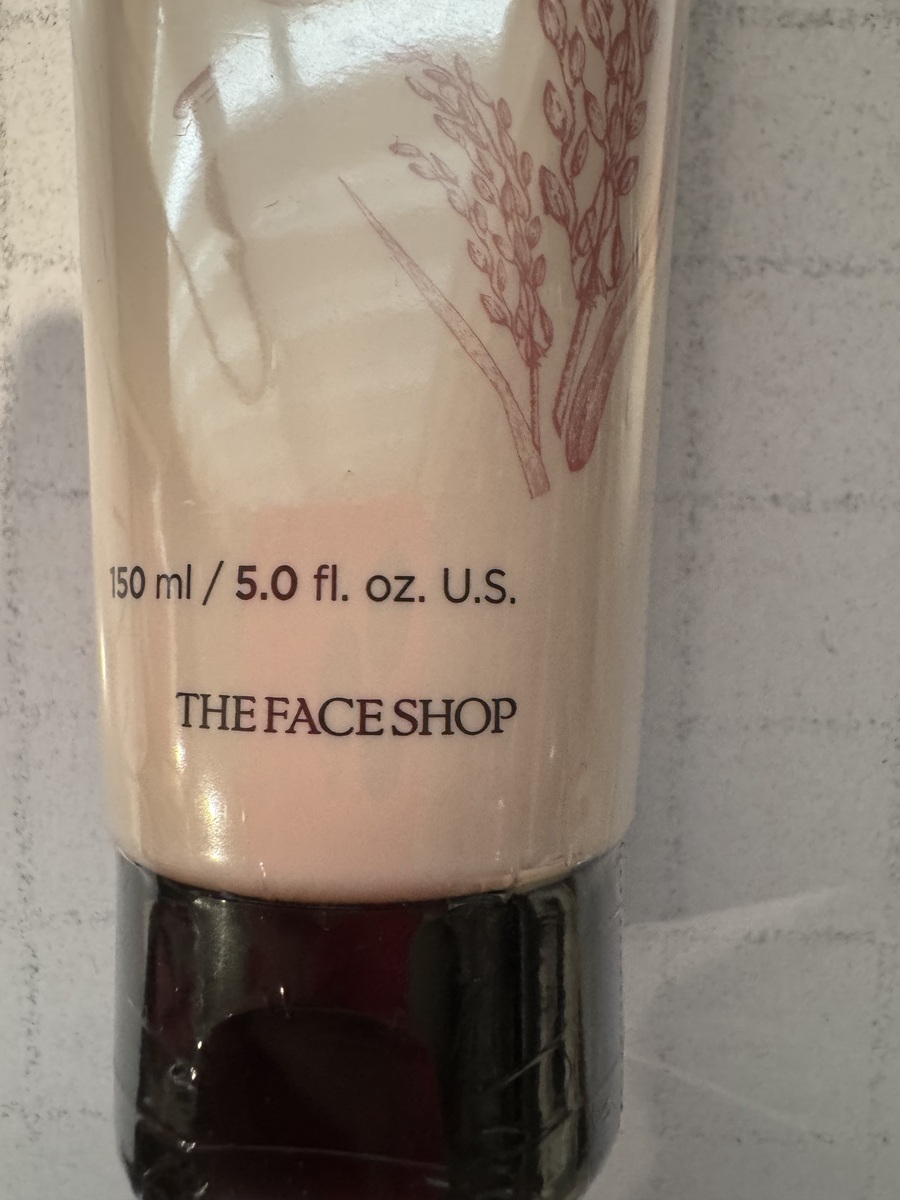 150 ml / 5.0 fl. oz. U.S.
THE FACE SHOP